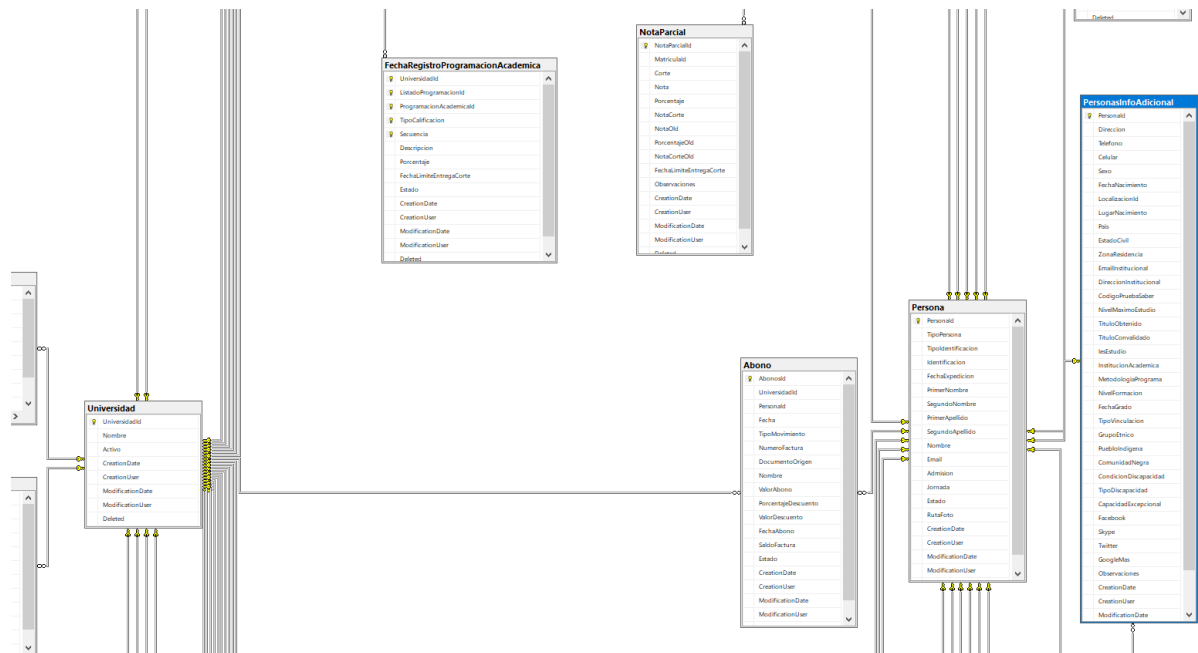 Deleted
FechaRegistroProgramacionAcademica
UniversidadId
ListadoProgramacionId
ProgramacionAcademicaId
TipoCalificacion
Secuencia
Descripcion
Porcentaje
FechaLimiteEntregaCorte
Estado
CreationDate
CreationUser
ModificationDate
ModificationUser
Deleted
NotaParcial
NotaParcialId
MatriculaId
Corte
Nota
Porcentaje
NotaCorte
NotaOld
PorcentajeOld
NotaCorteOld
FechaLimiteEntregaCorte
Observaciones
CreationDate
CreationUser
ModificationDate
ModificationUser
Deleted
PersonasInfoAdicional
PersonaId
Direccion
Telefono
Celular
Sexo
FechaNacimiento
LocalizacionId
LugarNacimiento
Pais
EstadoCivil
ZonaResidencia
EmailInstitucional
DireccionInstitucional
CodigoPruebaSaber
NivelMaximoEstudio
TituloObtenido
TituloConvalidado
IesEstudio
InstitucionAcademica
MetodologiaPrograma
NivelFormacion
FechaGrado
TipoVinculacion
GrupoEtnico
PuebloIndigena
ComunidadNegra
CondicionDiscapacidad
TipoDiscapacidad
CapacidadExcepcional
Facebook
Skype
Twitter
GoogleMas
Observaciones
CreationDate
CreationUser
ModificationDate
Persona
PersonaId
TipoPersona
TipoIdentificacion
Identificacion
FechaExpedicion
PrimerNombre
SegundoNombre
PrimerApellido
SegundoApellido
Nombre
Email
Admision
Jornada
Estado
RutaFoto
CreationDate
CreationUser
ModificationDate
ModificationUser
Abono
AbonosId
UniversidadId
PersonaId
Fecha
TipoMovimiento
NumeroFactura
DocumentoOrigen
Nombre
ValorAbono
PorcentajeDescuento
ValorDescuento
FechaAbono
SaldoFactura
Estado
CreationDate
CreationUser
ModificationDate
ModificationUser
Universidad
UniversidadId
Nombre
Activo
CreationDate
CreationUser
ModificationDate
ModificationUser
Deleted